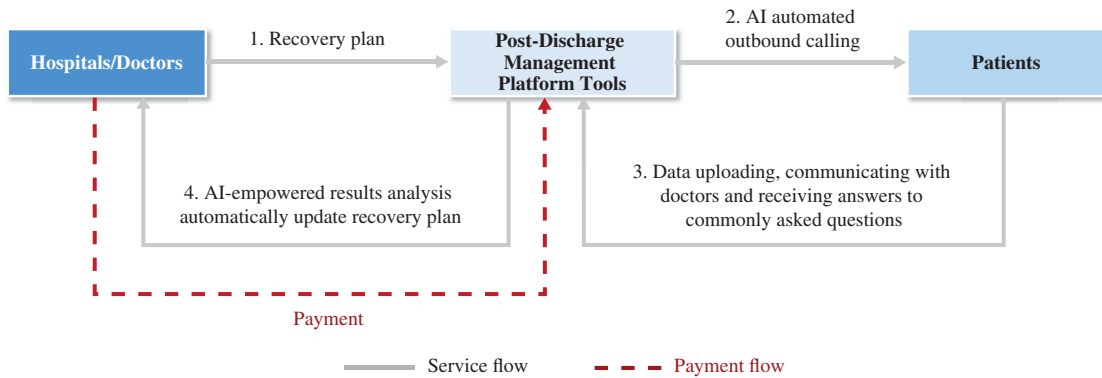 1. Recovery plan
2. AI automated
outbound calling
Hospitals/Doctors
Post-Discharge
Management
Platform Tools
Patients
4. AI-empowered results analysis
automatically update recovery plan
3. Data uploading, communicating with
doctors and receiving answers to
commonly asked questions
Payment
Service flow
Payment flow